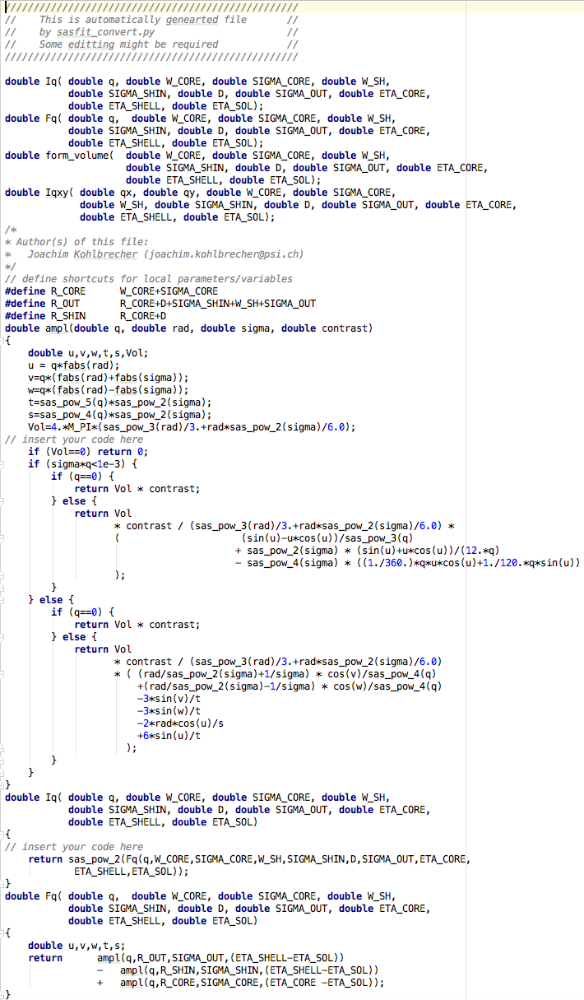 ///////////////////////////////////////////////////
//    This is automatically genearted file       //
//    by sasfit_convert.py                       //
//    Some editting might be required            //
///////////////////////////////////////////////////

double Iq( double q, double W_CORE, double SIGMA_CORE, double W_SH,
           double SIGMA_SHIN, double D, double SIGMA_OUT, double ETA_CORE,
           double ETA_SHELL, double ETA_SOL);
double Fq( double q,  double W_CORE, double SIGMA_CORE, double W_SH,
           double SIGMA_SHIN, double D, double SIGMA_OUT, double ETA_CORE,
           double ETA_SHELL, double ETA_SOL);
double form_volume(  double W_CORE, double SIGMA_CORE, double W_SH,
                     double SIGMA_SHIN, double D, double SIGMA_OUT, double ETA_CORE,
                     double ETA_SHELL, double ETA_SOL);
double Iqxy( double qx, double qy, double W_CORE, double SIGMA_CORE,
             double W_SH, double SIGMA_SHIN, double D, double SIGMA_OUT, double ETA_CORE,
             double ETA_SHELL, double ETA_SOL);
/*
* Author(s) of this file:
*   Joachim Kohlbrecher (joachim.kohlbrecher@psi.ch)
*/
// define shortcuts for local parameters/variables
#define R_CORE      W_CORE+SIGMA_CORE
#define R_OUT       R_CORE+D+SIGMA_SHIN+W_SH+SIGMA_OUT
#define R_SHIN      R_CORE+D
double ampl(double q, double rad, double sigma, double contrast)
{
    double u,v,w,t,s,Vol;
    u = q*fabs(rad);
    v=q*(fabs(rad)+fabs(sigma));
    w=q*(fabs(rad)-fabs(sigma));
    t=sas_pow_5(q)*sas_pow_2(sigma);
    s=sas_pow_4(q)*sas_pow_2(sigma);
    Vol=4.*M_PI*(sas_pow_3(rad)/3.+rad*sas_pow_2(sigma)/6.0);
// insert your code here
    if (Vol==0) return 0;
    if (sigma*q<1e-3) {
        if (q==0) {
            return Vol * contrast;
        } else {
            return Vol
                   * contrast / (sas_pow_3(rad)/3.+rad*sas_pow_2(sigma)/6.0) *
                   (                     (sin(u)-u*cos(u))/sas_pow_3(q)
                                        + sas_pow_2(sigma) * (sin(u)+u*cos(u))/(12.*q)
                                        - sas_pow_4(sigma) * ((1./360.)*q*u*cos(u)+1./120.*q*sin(u))
                   );
        }
    } else {
        if (q==0) {
            return Vol * contrast;
        } else {
            return Vol
                   * contrast / (sas_pow_3(rad)/3.+rad*sas_pow_2(sigma)/6.0)
                   * ( (rad/sas_pow_2(sigma)+1/sigma) * cos(v)/sas_pow_4(q)
                       +(rad/sas_pow_2(sigma)-1/sigma) * cos(w)/sas_pow_4(q)
                       -3*sin(v)/t
                       -3*sin(w)/t
                       -2*rad*cos(u)/s
                       +6*sin(u)/t
                     );
        }
    }
}
double Iq( double q, double W_CORE, double SIGMA_CORE, double W_SH,
           double SIGMA_SHIN, double D, double SIGMA_OUT, double ETA_CORE,
           double ETA_SHELL, double ETA_SOL)
{
// insert your code here
    return sas_pow_2(Fq(q,W_CORE,SIGMA_CORE,W_SH,SIGMA_SHIN,D,SIGMA_OUT,ETA_CORE,
            ETA_SHELL,ETA_SOL));
}
double Fq( double q,  double W_CORE, double SIGMA_CORE, double W_SH,
           double SIGMA_SHIN, double D, double SIGMA_OUT, double ETA_CORE,
           double ETA_SHELL, double ETA_SOL)
{
    double u,v,w,t,s;
    return      ampl(q,R_OUT,SIGMA_OUT,(ETA_SHELL-ETA_SOL))
                -   ampl(q,R_SHIN,SIGMA_SHIN,(ETA_SHELL-ETA_SOL))
                +   ampl(q,R_CORE,SIGMA_CORE,(ETA_CORE -ETA_SOL));
}